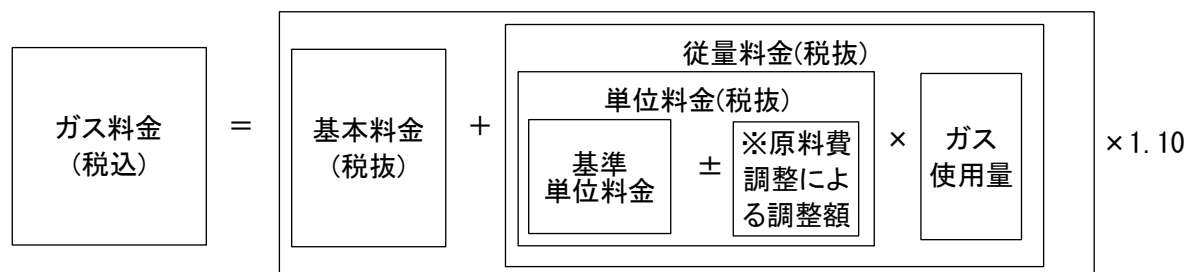 ガス料金
(税込)
=
基本料金
(税抜)
+
従量料金(税抜)
単位料金(税抜)
基準
単位料金
±
※原料費
調整によ
る調整額
×
ガス
使用量
×1.10